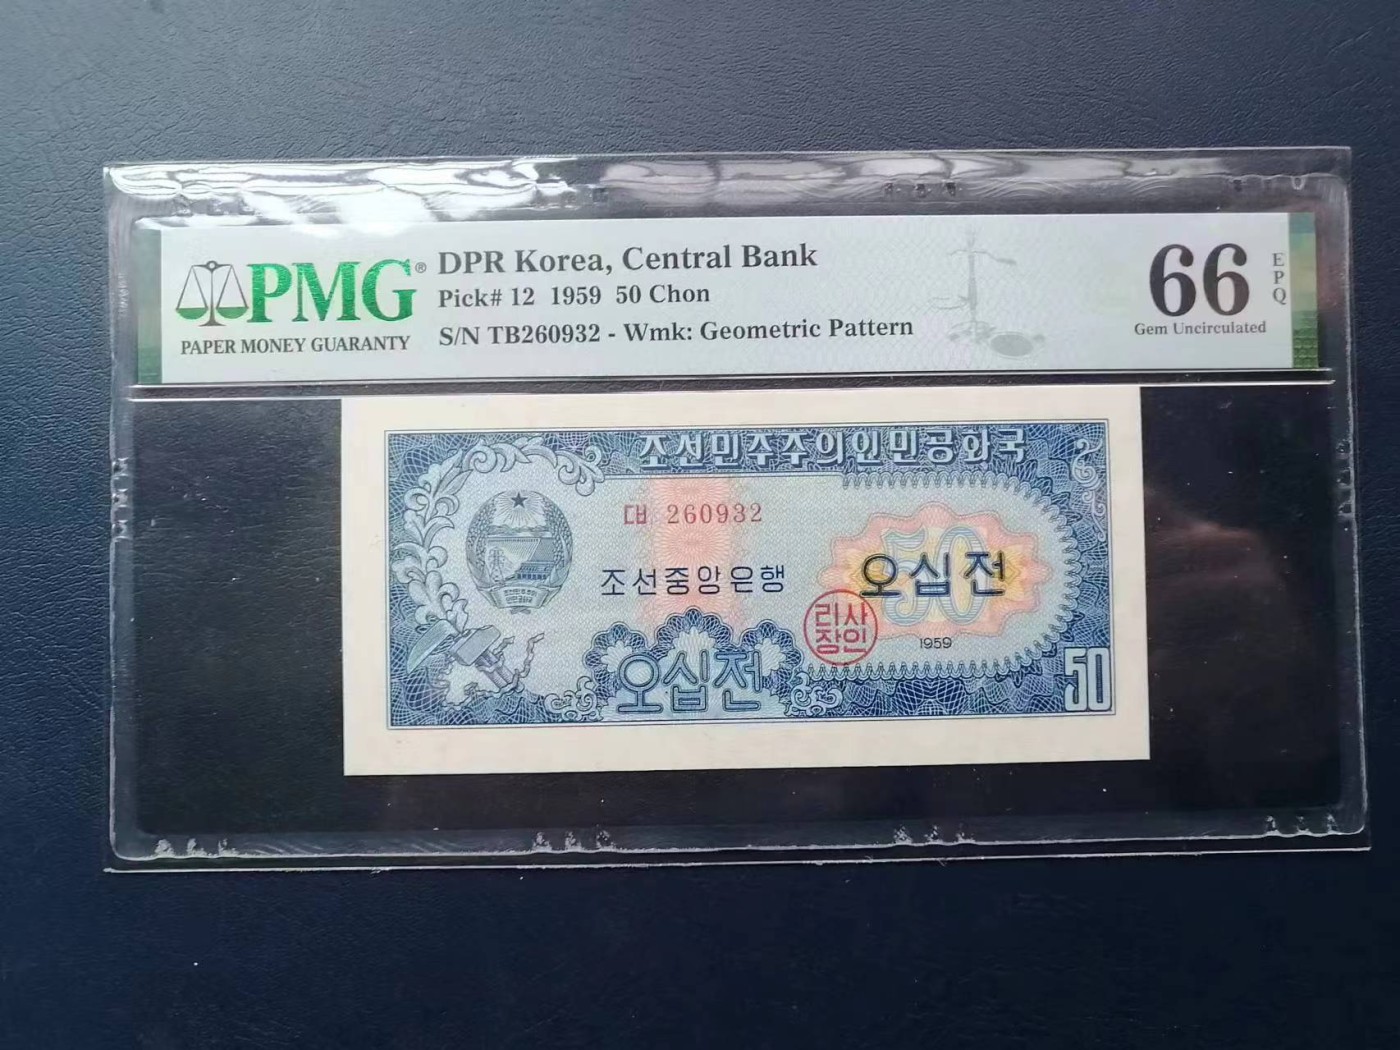 PMG®
PAPER MONEY GUARANTY
DPR Korea, Central Bank
Pick# 12 1959 50 Chon
S/N TB260932 - Wmk: Geometric Pattern
66
EPQ
Gem Uncirculated
조선민주주의인민공화국
대 260932
50
오십전
조선중앙은행
리사
장인
1959
오십전
50